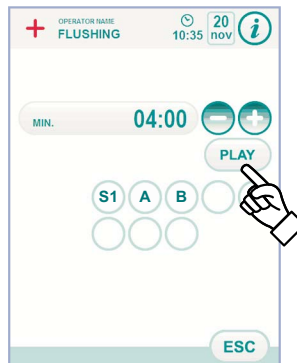 OPERATOR NAME
FLUSHING
10:35
20
nov
i
MIN.
04:00
PLAY
S1
A
B
ESC